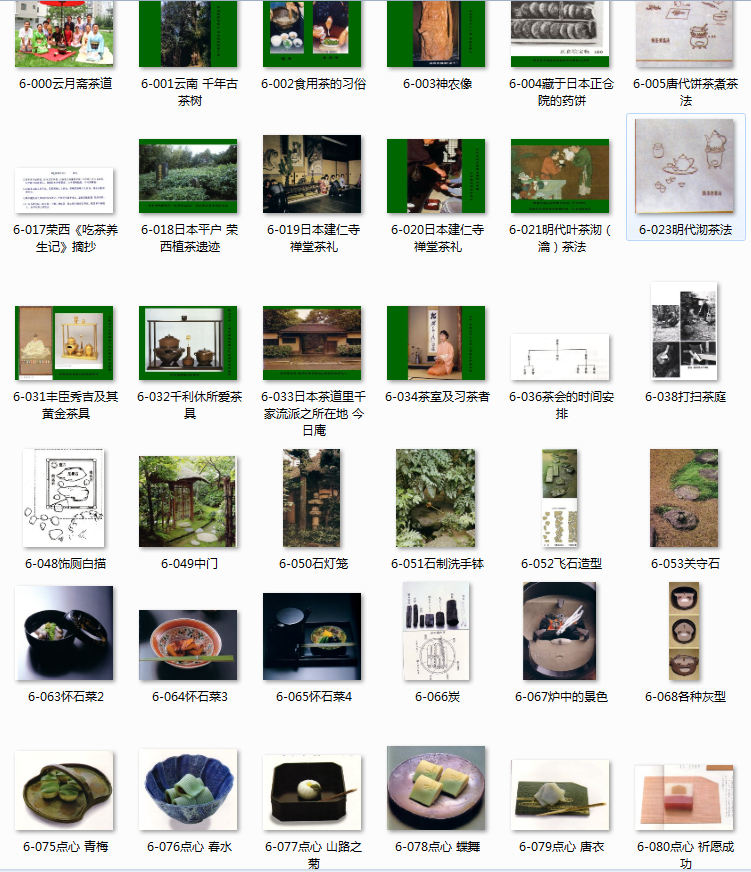 6-000云月斋茶道
6-001云南 千年古
茶树
6-002食用茶的习俗
6-003神农像
6-004藏于日本正仓
院的药饼
6-005唐代饼茶煮茶
法
6-017荣西《吃茶养
生记》摘抄
6-018日本平户 荣
西植茶遗迹
6-019日本建仁寺
禅堂茶礼
6-020日本建仁寺
禅堂茶礼
6-021明代叶茶沏（
瀹）茶法
6-023明代沏茶法
6-031丰臣秀吉及其
黄金茶具
6-032千利休所爱茶
具
6-033日本茶道里千
家流派之所在地 今
日庵
6-034茶室及习茶者
6-036茶会的时间安
排
6-038打扫茶庭
6-048饰厕白描
6-049中门
6-050石灯笼
6-051石制洗手钵
6-052飞石造型
6-053关守石
6-063怀石菜2
6-064怀石菜3
6-065怀石菜4
6-066炭
6-067炉中的景色
6-068各种灰型
6-075点心 青梅
6-076点心 春水
6-077点心 山路之
菊
6-078点心 蝶舞
6-079点心 唐衣
6-080点心 祈愿成
功